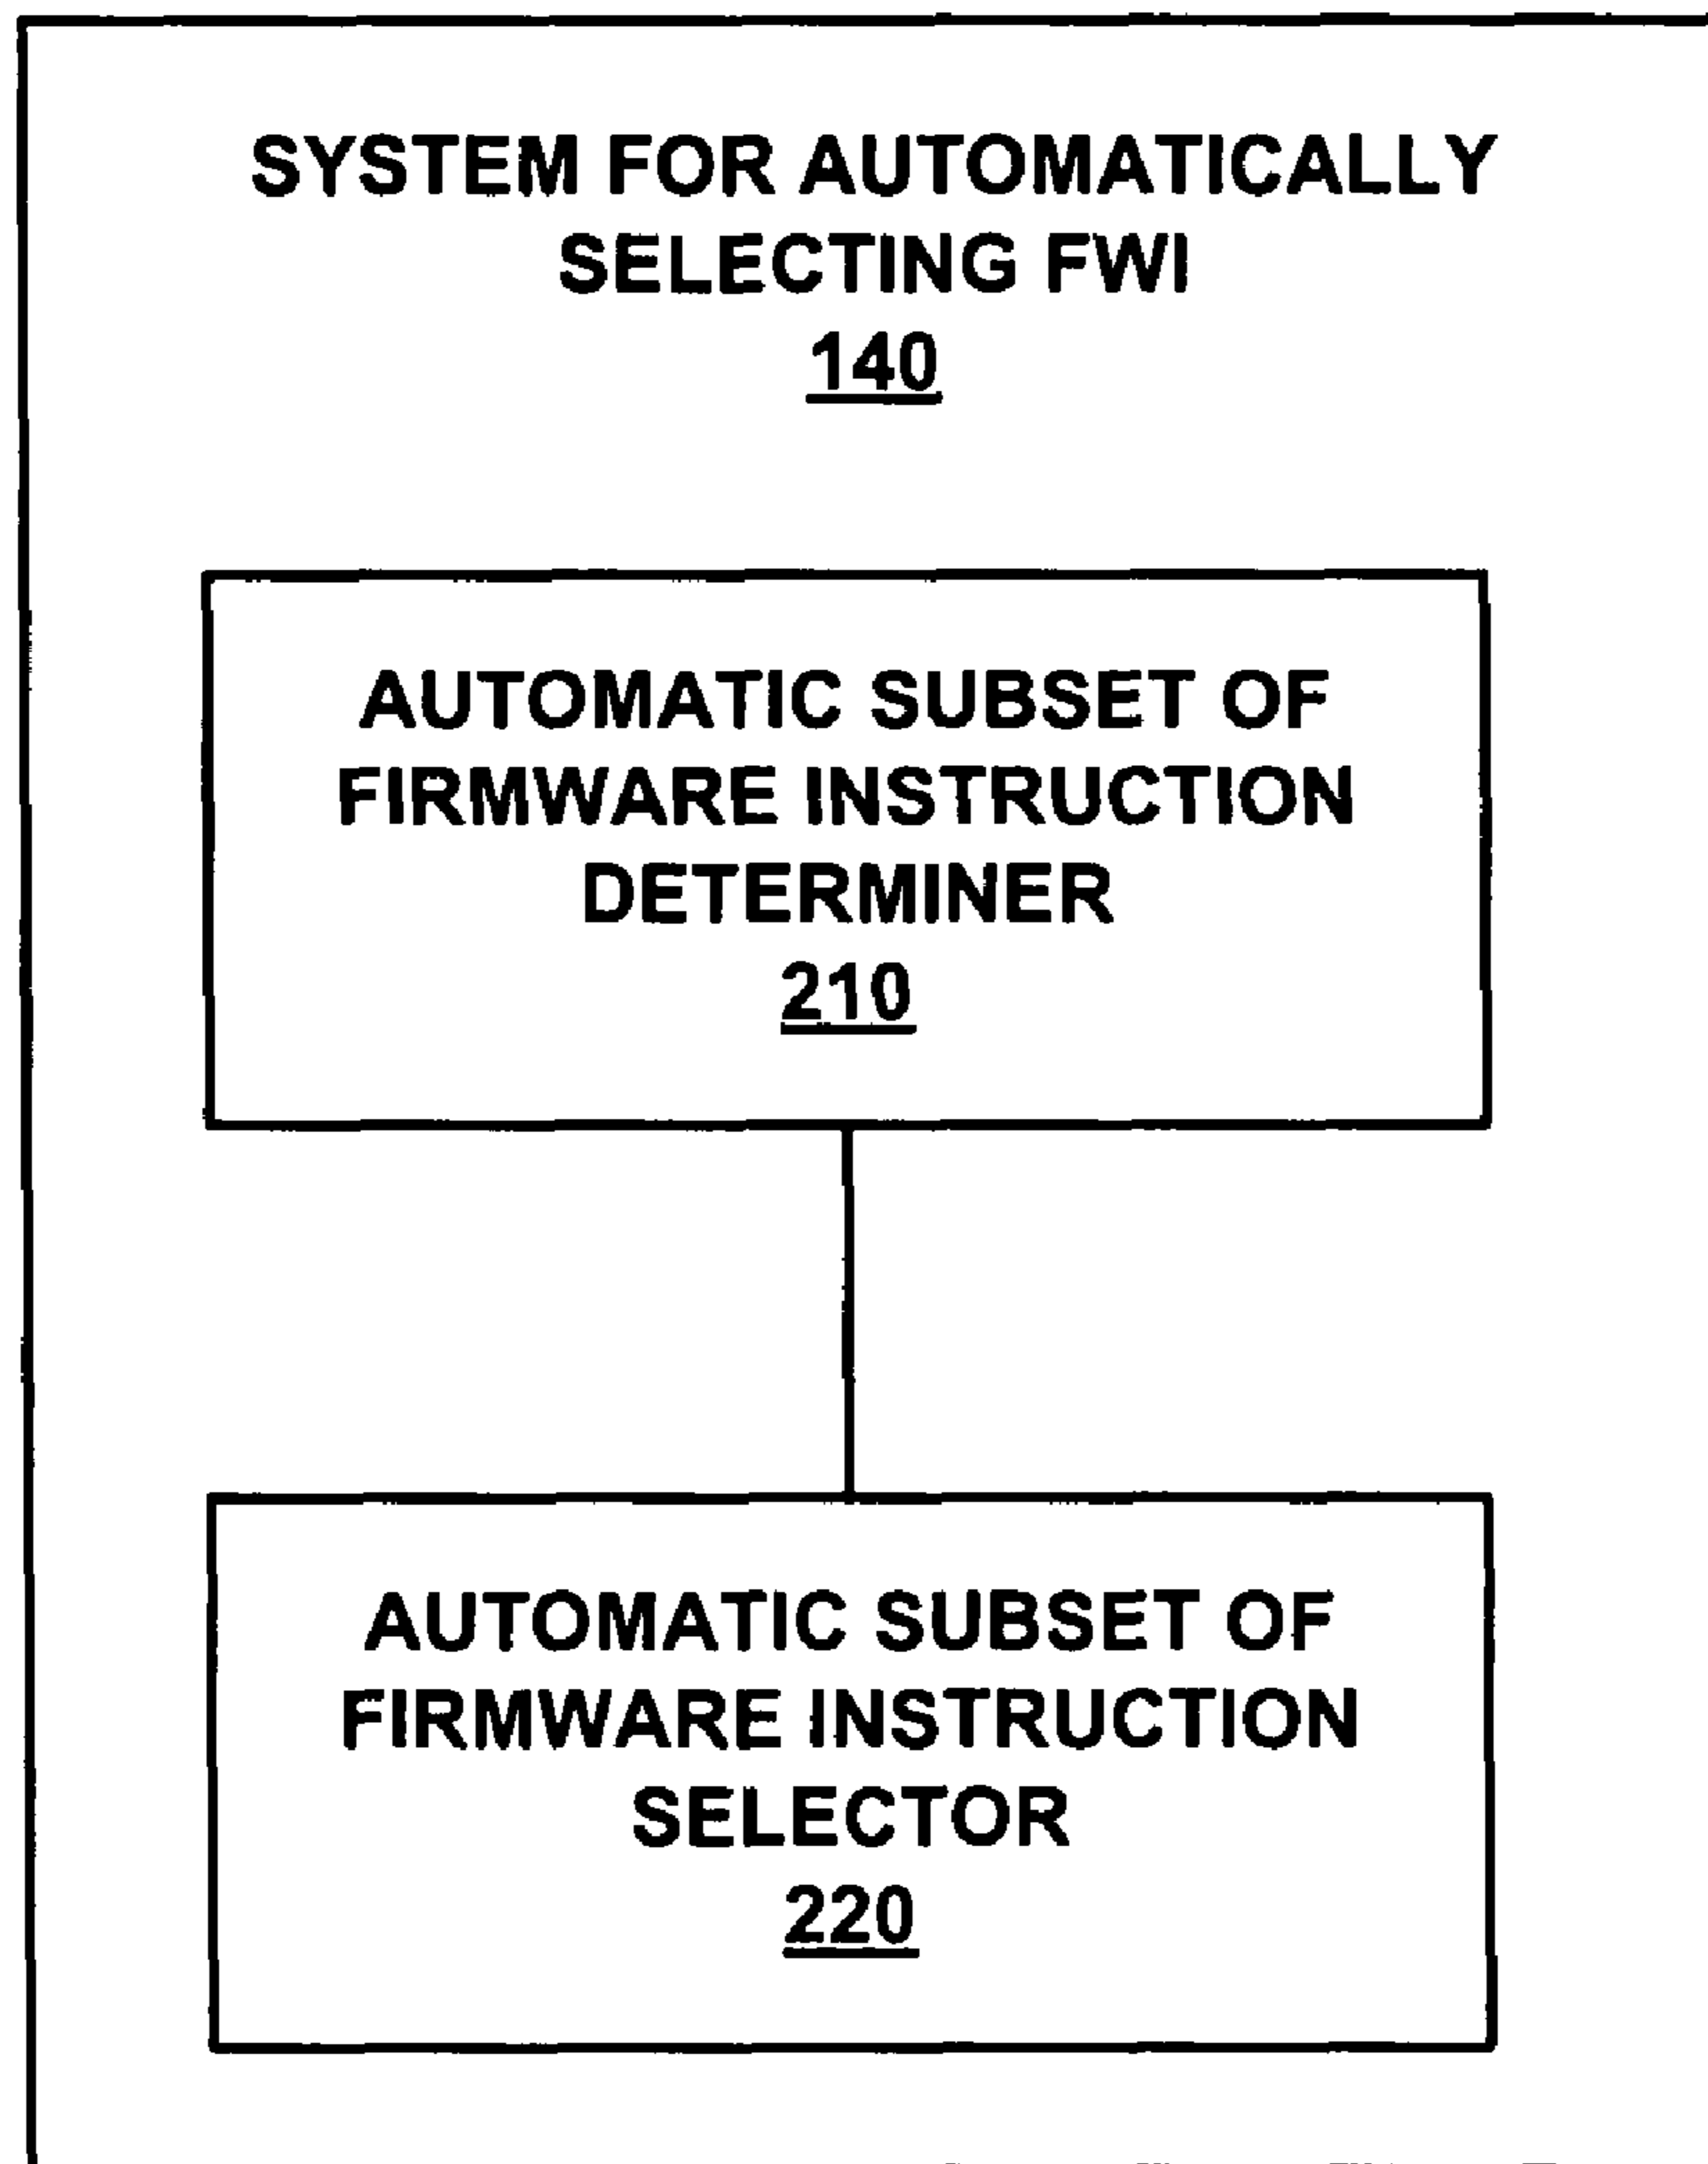 SYSTEM FOR AUTOMATICALLY
SELECTING FWI
140
AUTOMATIC SUBSET OF
FIRMWARE INSTRUCTION
DETERMINER
210
AUTOMATIC SUBSET OF
FIRMWARE INSTRUCTION
SELECTOR
220